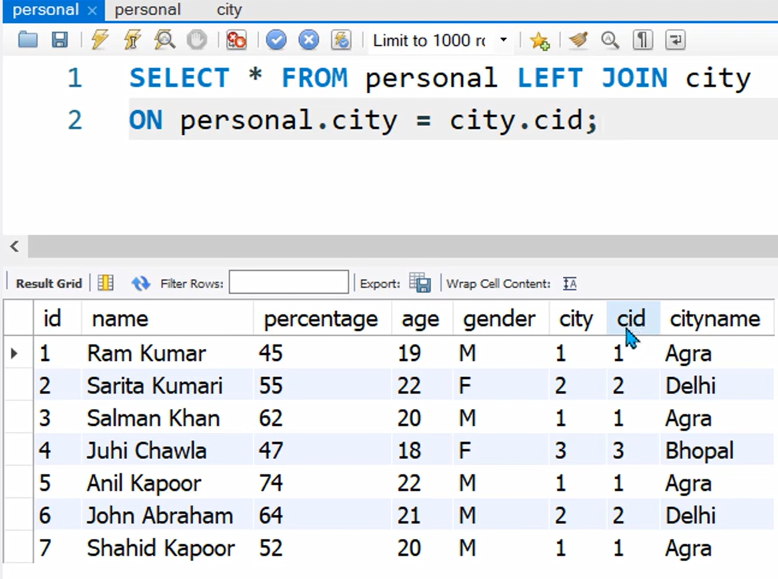 personal × personal city
Limit to 1000 r
1 SELECT * FROM personal LEFT JOIN city
2 ON personal.city = city.cid;
Result Grid Filter Rows: Export: Wrap Cell Content: IA
id name percentage age gender city cid cityname
1 Ram Kumar 45 19 M 1 1 Agra
2 Sarita Kumari 55 22 F 2 2 Delhi
3 Salman Khan 62 20 M 1 1 Agra
4 Juhi Chawla 47 18 F 3 3 Bhopal
5 Anil Kapoor 74 22 M 1 1 Agra
6 John Abraham 64 21 M 2 2 Delhi
7 Shahid Kapoor 52 20 M 1 1 Agra